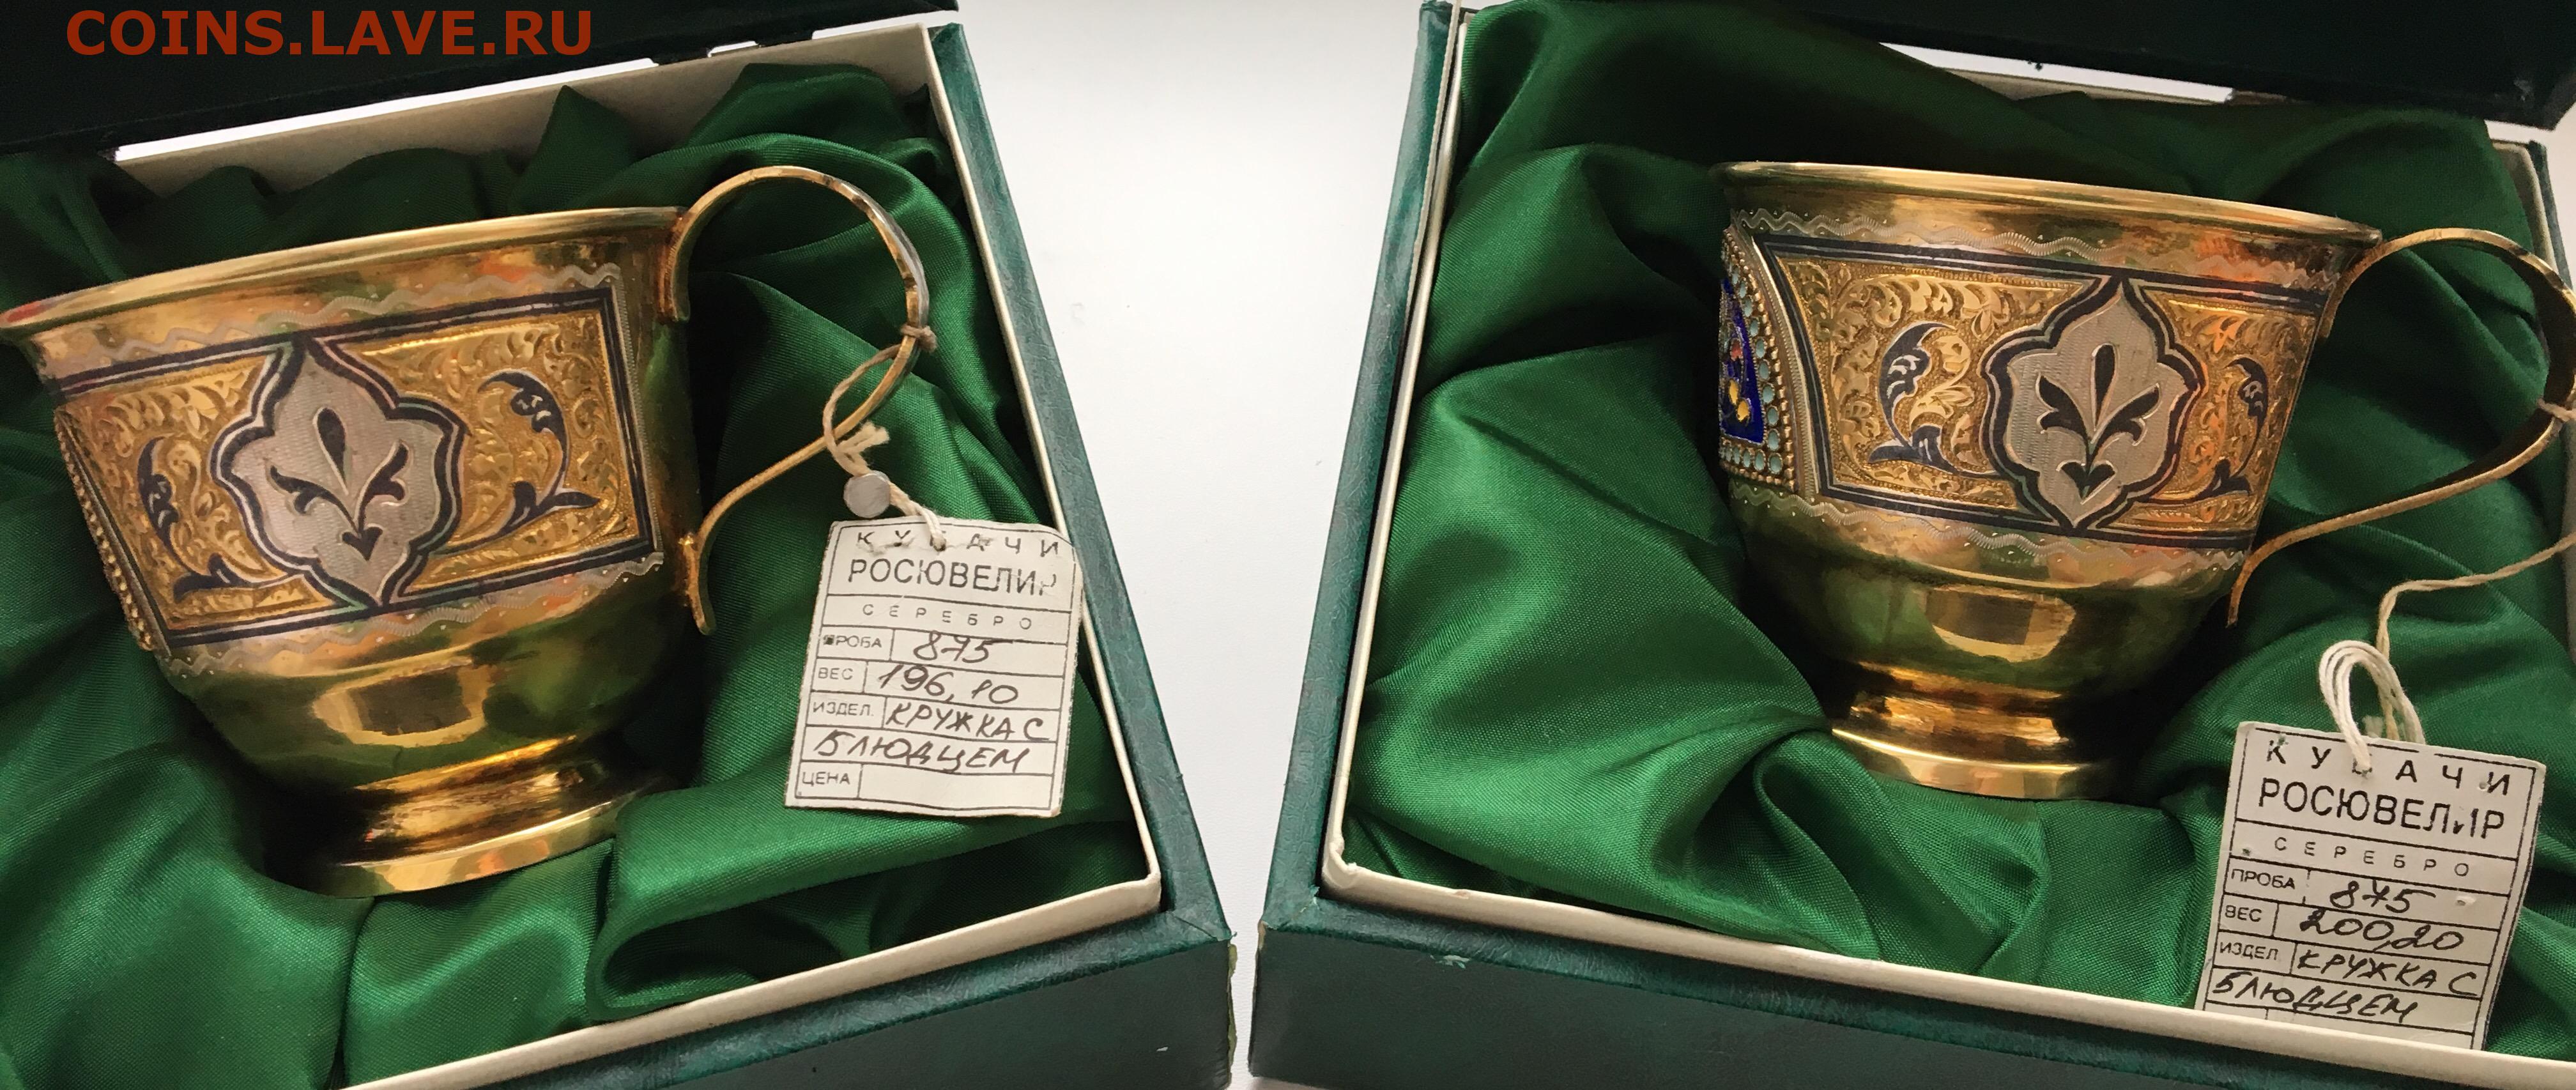 COINS.LAVE.RU
КУБАЧИ
РОСЮВЕЛИР
СЕРЕБРО
ПРОБА 875
ВЕС 196,10
ИЗДЕЛ. КРУЖКА С
БЛЮДЦЕМ
ЦЕНА
КУБАЧИ
РОСЮВЕЛИР
СЕРЕБРО
ПРОБА 875
ВЕС 200,20
ИЗДЕЛ. КРУЖКА С
БЛЮДЦЕМ